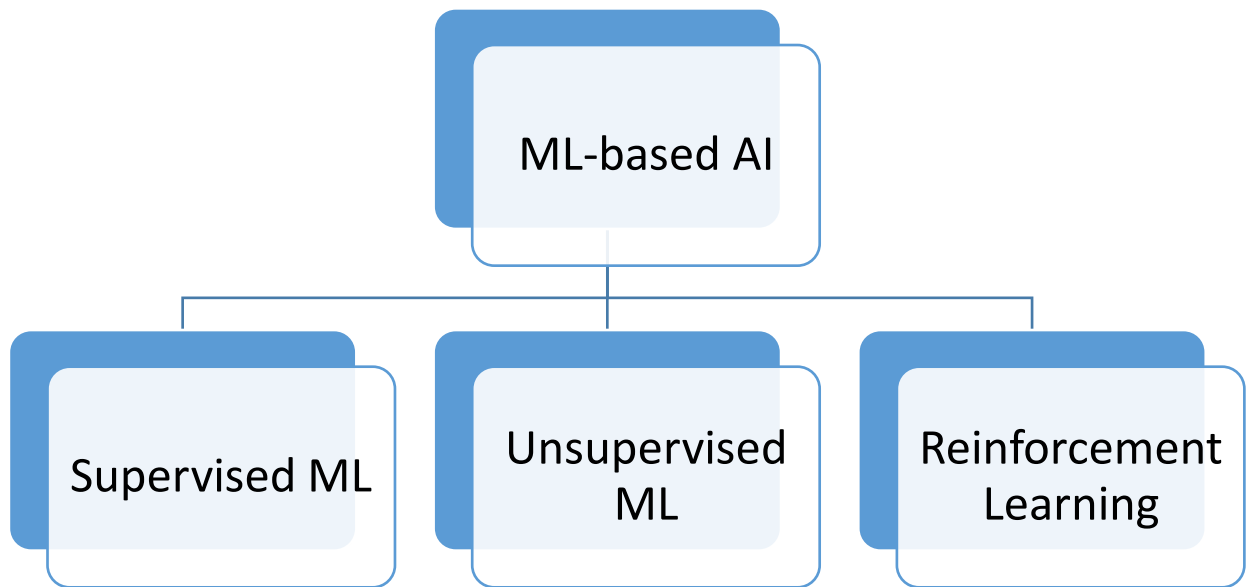 ML-based AI
Supervised ML
Unsupervised
ML
Reinforcement
Learning